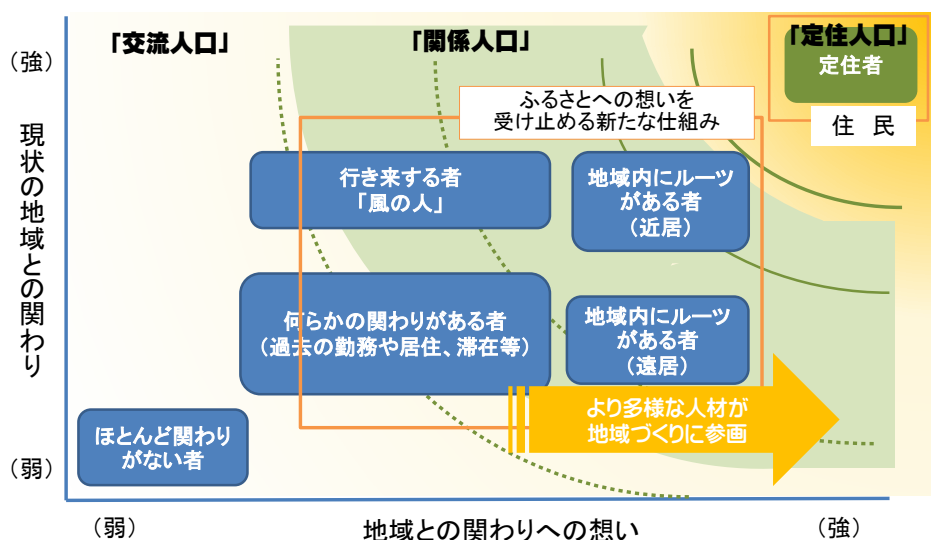 「交流人口」
「関係人口」
「定住人口」
定住者
住 民
(強)
現状の地域との関わり
(弱)
ふるさとへの想いを
受け止める新たな仕組み
行き来する者
「風の人」
地域内にルーツ
がある者
(近居)
何らかの関わりがある者
(過去の勤務や居住、滞在等)
地域内にルーツ
がある者
(遠居)
より多様な人材が
地域づくりに参画
ほとんど関わり
がない者
(弱)
地域との関わりへの想い
(強)